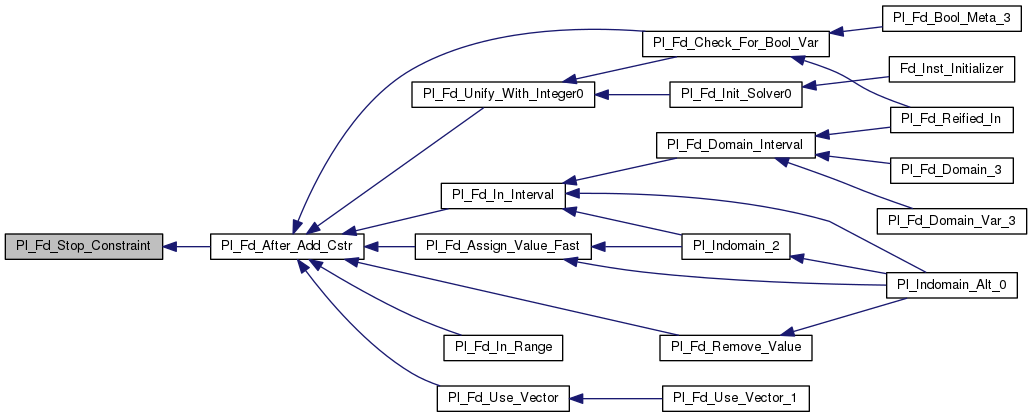 Pl_Fd_Bool_Meta_3
Pl_Fd_Check_For_Bool_Var
Fd_Inst_Initializer
Pl_Fd_Unify_With_Integer0
Pl_Fd_Init_Solver0
Pl_Fd_Reified_In
Pl_Fd_Domain_Interval
Pl_Fd_Domain_3
Pl_Fd_In_Interval
Pl_Fd_Domain_Var_3
Pl_Fd_Stop_Constraint
Pl_Fd_After_Add_Cstr
Pl_Fd_Assign_Value_Fast
Pl_Indomain_2
Pl_Indomain_Alt_0
Pl_Fd_In_Range
Pl_Fd_Remove_Value
Pl_Fd_Use_Vector
Pl_Fd_Use_Vector_1